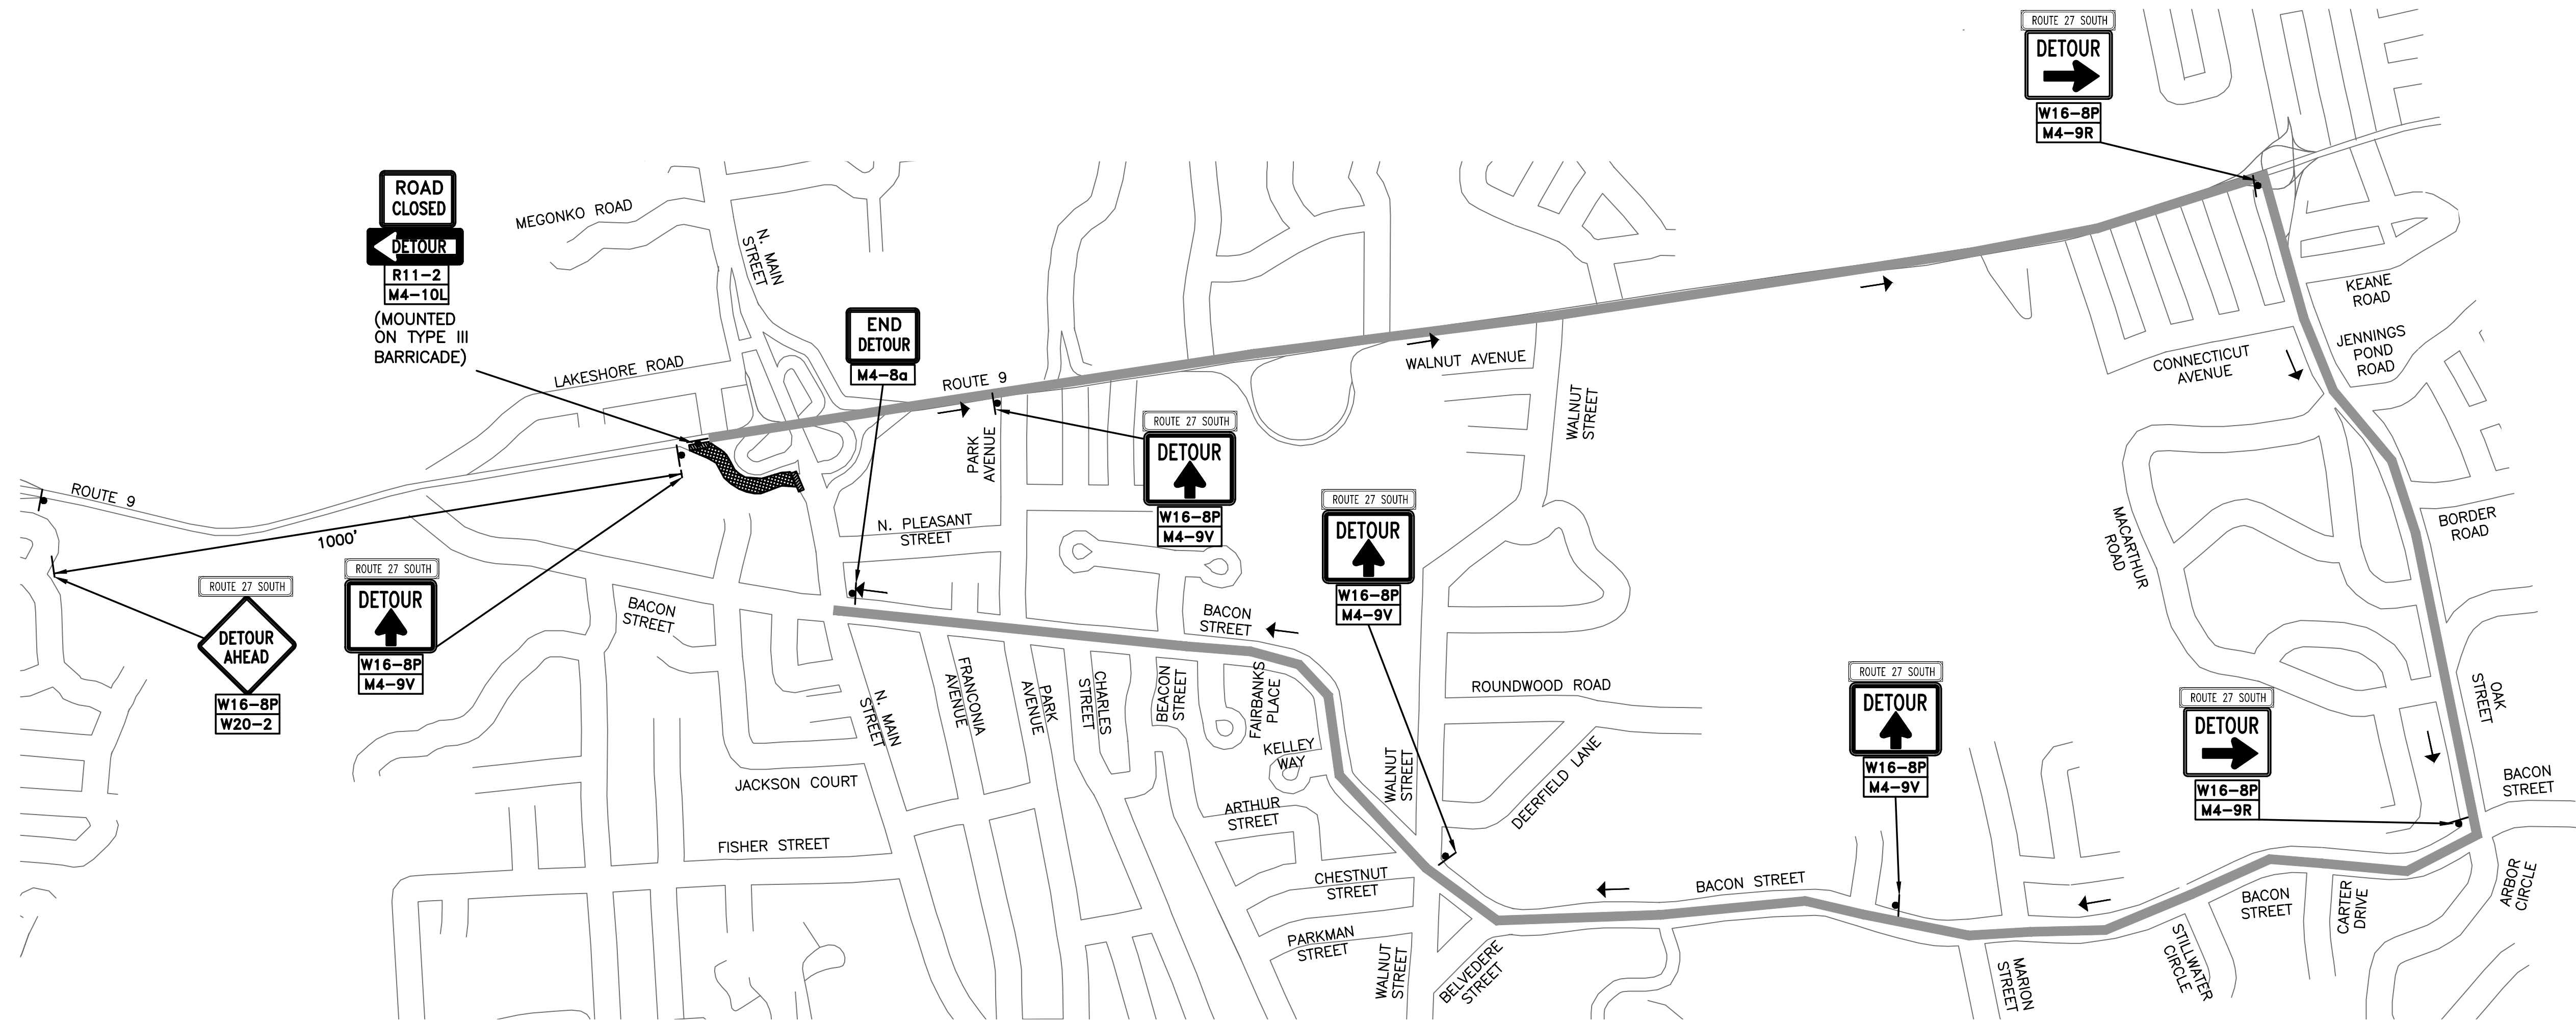 ROUTE 27 SOUTH
DETOUR
W16-8P
M4-9R
ROAD
CLOSED
DETOUR
R11-2
M4-10L
(MOUNTED
ON TYPE III
BARRICADE)
MEGONKO ROAD
N. MAIN
STREET
LAKESHORE ROAD
END
DETOUR
M4-8a
ROUTE 9
WALNUT AVENUE
WALNUT
STREET
KEANE
ROAD
JENNINGS
POND
ROAD
CONNECTICUT
AVENUE
PARK
AVENUE
ROUTE 27 SOUTH
DETOUR
W16-8P
M4-9V
ROUTE 9
1000'
N. PLEASANT
STREET
ROUTE 27 SOUTH
DETOUR
W16-8P
M4-9V
MACARTHUR
ROAD
BORDER
ROAD
ROUTE 27 SOUTH
DETOUR
AHEAD
W16-8P
W20-2
ROUTE 27 SOUTH
DETOUR
W16-8P
M4-9V
BACON
STREET
BACON
STREET
N. MAIN
STREET
FRANCONIA
AVENUE
PARK
AVENUE
CHARLES
STREET
BEACON
STREET
FAIRBANKS
PLACE
KELLEY
WAY
ROUNDWOOD ROAD
WALNUT
STREET
DEERFIELD LANE
ROUTE 27 SOUTH
DETOUR
W16-8P
M4-9V
ROUTE 27 SOUTH
DETOUR
W16-8P
M4-9R
OAK
STREET
BACON
STREET
JACKSON COURT
ARTHUR
STREET
FISHER STREET
CHESTNUT
STREET
BACON STREET
BACON
STREET
CARTER
DRIVE
ARBOR
CIRCLE
PARKMAN
STREET
WALNUT
STREET
BELVEDERE
STREET
MARION
STREET
STILLWATER
CIRCLE